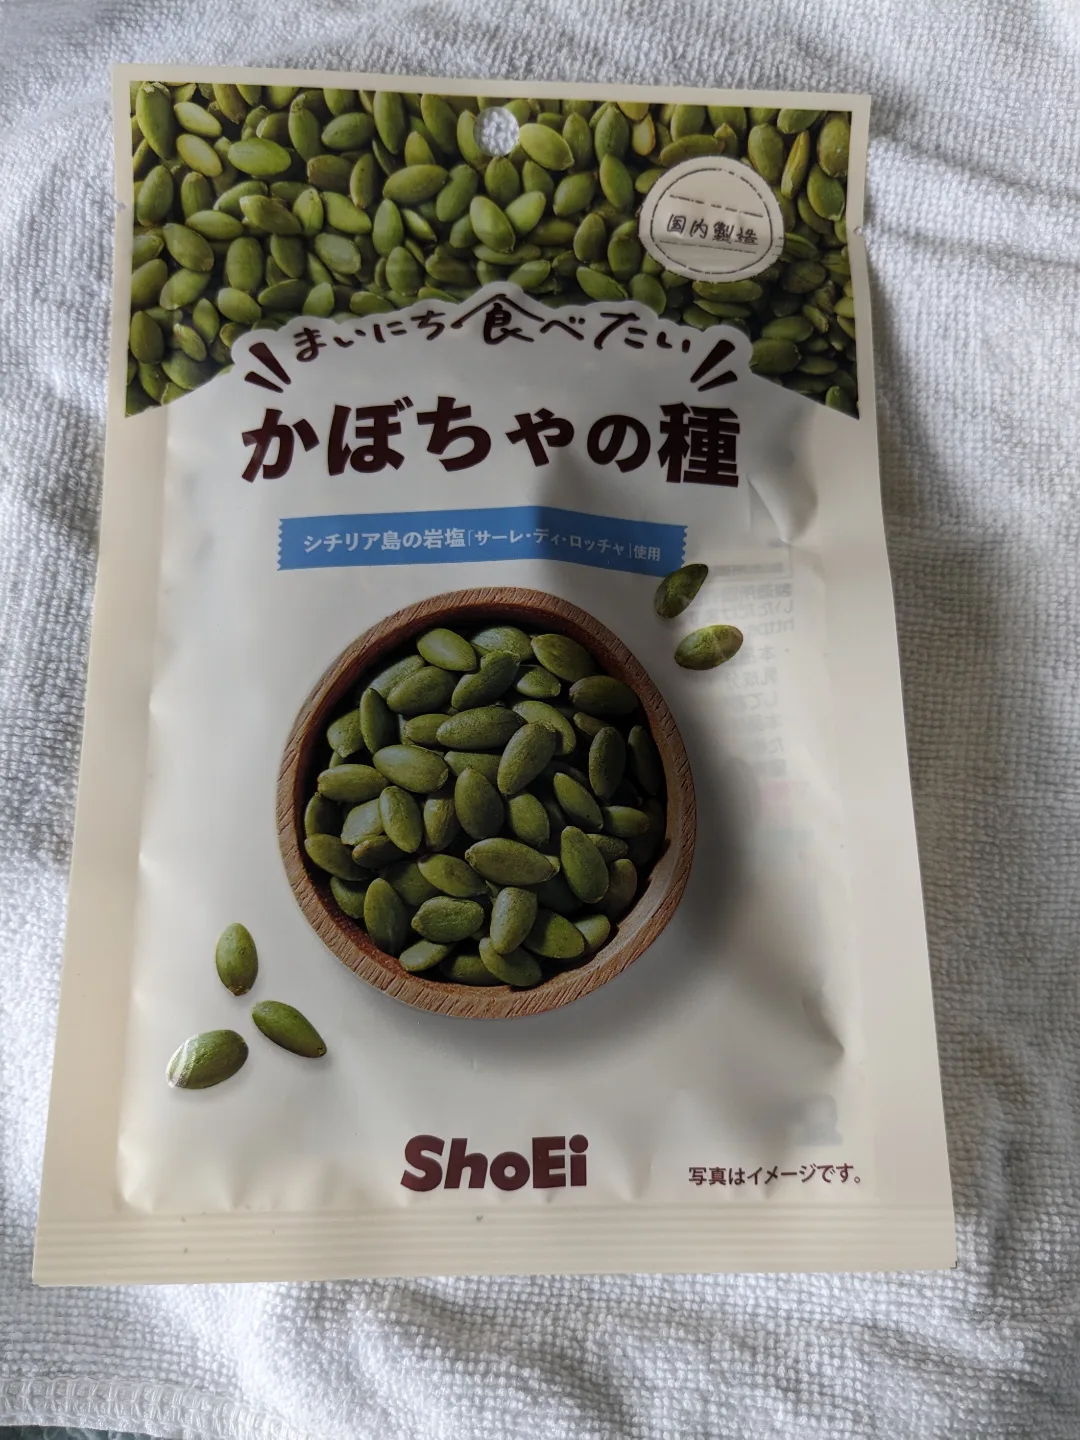 国内製造
まいにち食べたい
かぼちゃの種
シチリア島の岩塩「サーレ・ディ・ロッチャ」使用
ShoEi
写真はイメージです。